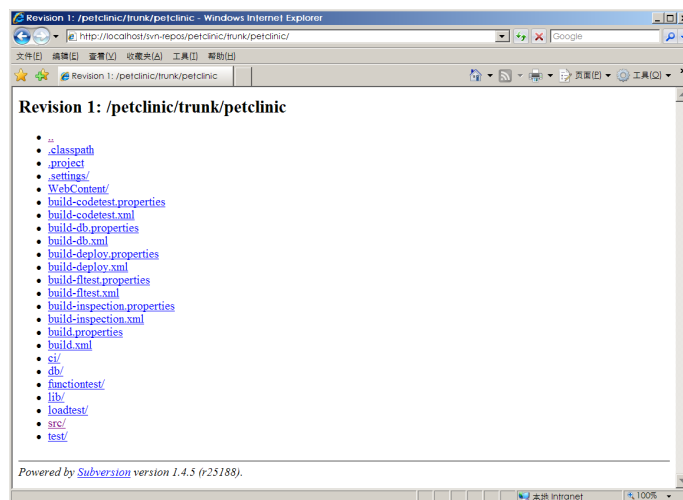 Revision 1: /petclinic/trunk/petclinic - Windows Internet Explorer
http://localhost/svn-repos/petclinic/trunk/petclinic/
Google
文件(F) 编辑(E) 查看(V) 收藏夹(A) 工具(T) 帮助(H)
Revision 1: /petclinic/trunk/petclinic
页面(P) 工具(O)
Revision 1: /petclinic/trunk/petclinic
..
.classpath
.project
.settings/
WebContent/
build-codetest.properties
build-codetest.xml
build-db.properties
build-db.xml
build-deploy.properties
build-deploy.xml
build-fltest.properties
build-fltest.xml
build-inspection.properties
build-inspection.xml
build.properties
build.xml
ci/
db/
functiontest/
lib/
loadtest/
src/
test/
Powered by Subversion version 1.4.5 (r25188).
本地 Intranet 100%